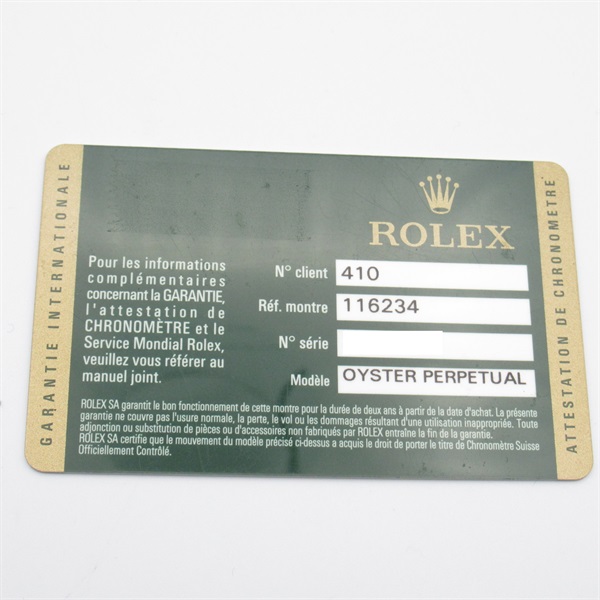 GARANTIE INTERNATIONALE
ROLEX
Pour les informations
complémentaires
concernant la GARANTIE,
l'attestation de
CHRONOMÈTRE et le
Service Mondial Rolex,
veuillez vous référer au
manuel joint.
N° client 410
Réf. montre 116234
N° série
Modèle OYSTER PERPETUAL
ROLEX SA garantit le bon fonctionnement de cette montre pour la durée de deux ans à partir de la date d'achat. La présente
garantie ne couvre pas l'usure normale, la perte, le vol ou les dommages résultant d'une utilisation inappropriée. Toute
adjonction ou substitution de pièces ou d'accessoires non fabriqués par ROLEX entraîne la fin de la garantie.
ROLEX SA certifie que le mouvement du modèle précisé ci-dessus a acquis le droit de porter le titre de Chronomètre Suisse
Officiellement Contrôlé.
ATTESTATION DE CHRONOMETRE